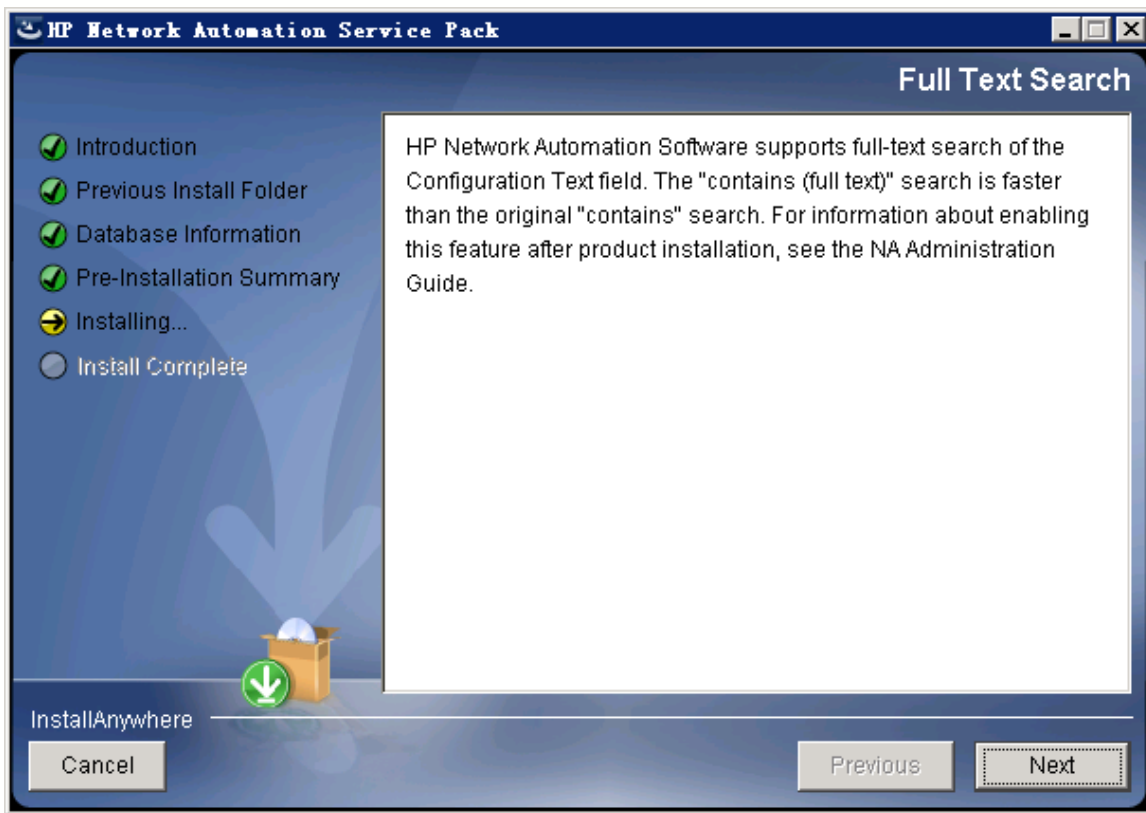 HP Network Automation Service Pack
Full Text Search
Introduction
Previous Install Folder
Database Information
Pre-Installation Summary
Installing...
Install Complete
HP Network Automation Software supports full-text search of the
Configuration Text field. The "contains (full text)" search is faster
than the original "contains" search. For information about enabling
this feature after product installation, see the NA Administration
Guide.
InstallAnywhere
Cancel
Previous
Next